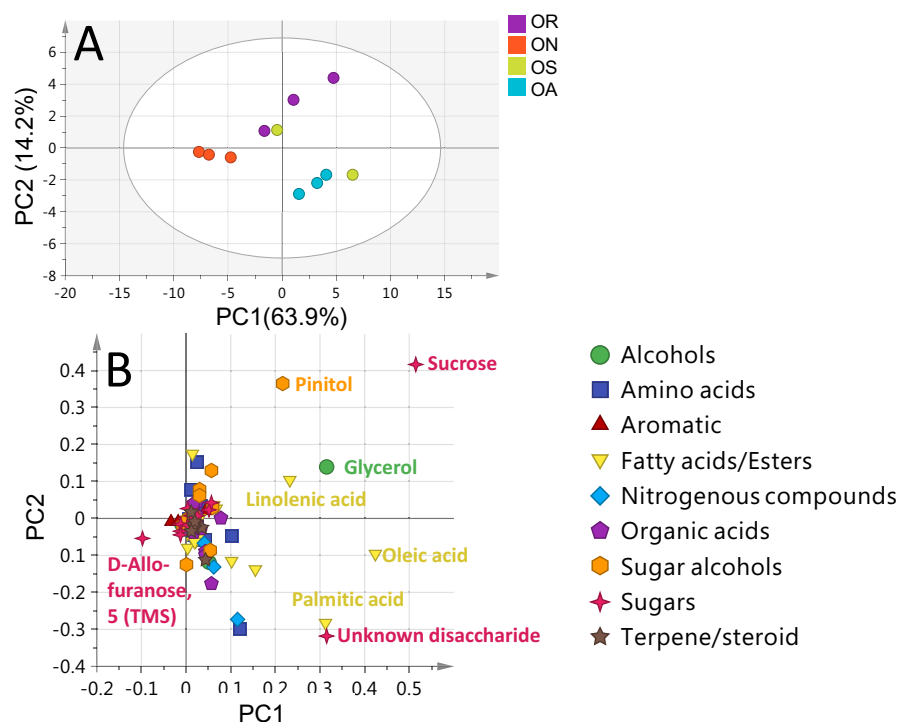 A
OR
ON
OS
OA
6
4
2
0
-2
-4
-6
-8
PC2 (14.2%)
-20 -15 -10 -5 0 5 10 15
PC1(63.9%)
B
Sucrose
Pinitol
Glycerol
Linolenic acid
Oleic acid
D-Allo-
furanose,
5 (TMS)
Palmitic acid
Unknown disaccharide
0.4
0.3
0.2
0.1
0
0.1
-0.2
-0.3
-0.4
PC2
-0.2 -0.1 0 0.1 0.2 0.3 0.4 0.5
PC1
Alcohols
Amino acids
Aromatic
Fatty acids/Esters
Nitrogenous compounds
Organic acids
Sugar alcohols
Sugars
Terpene/steroid